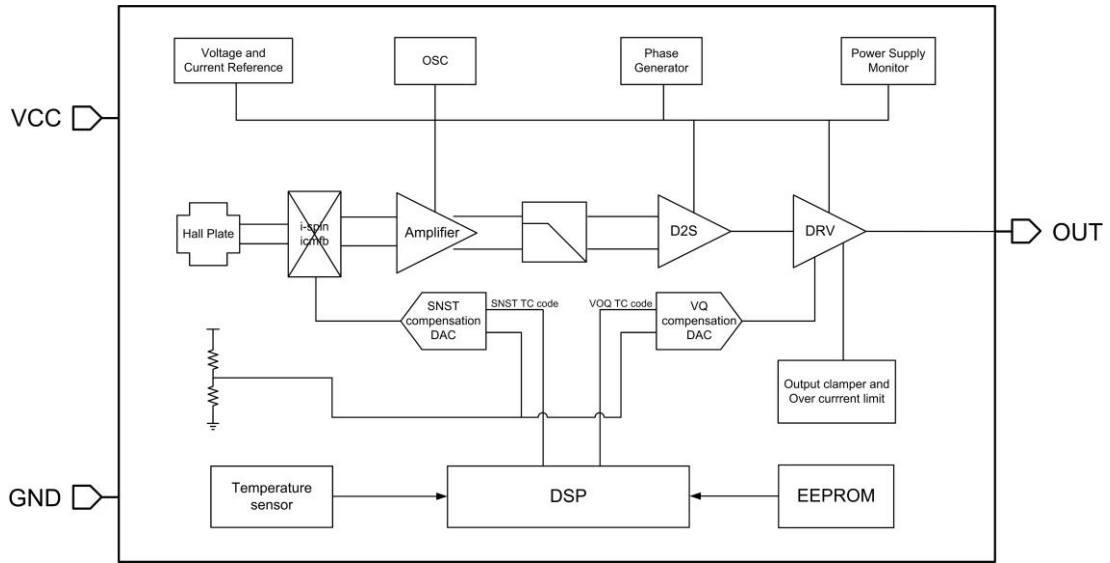 Voltage and
Current Reference
OSC
Phase
Generator
Power Supply
Monitor
VCC
Hall Plate
i-spin
icmfb
Amplifier
D2S
DRV
OUT
SNST
compensation
DAC
SNST TC code
VOQ TC code
VQ
compensation
DAC
Output clamper and
Over currrent limit
GND
Temperature
sensor
DSP
EEPROM